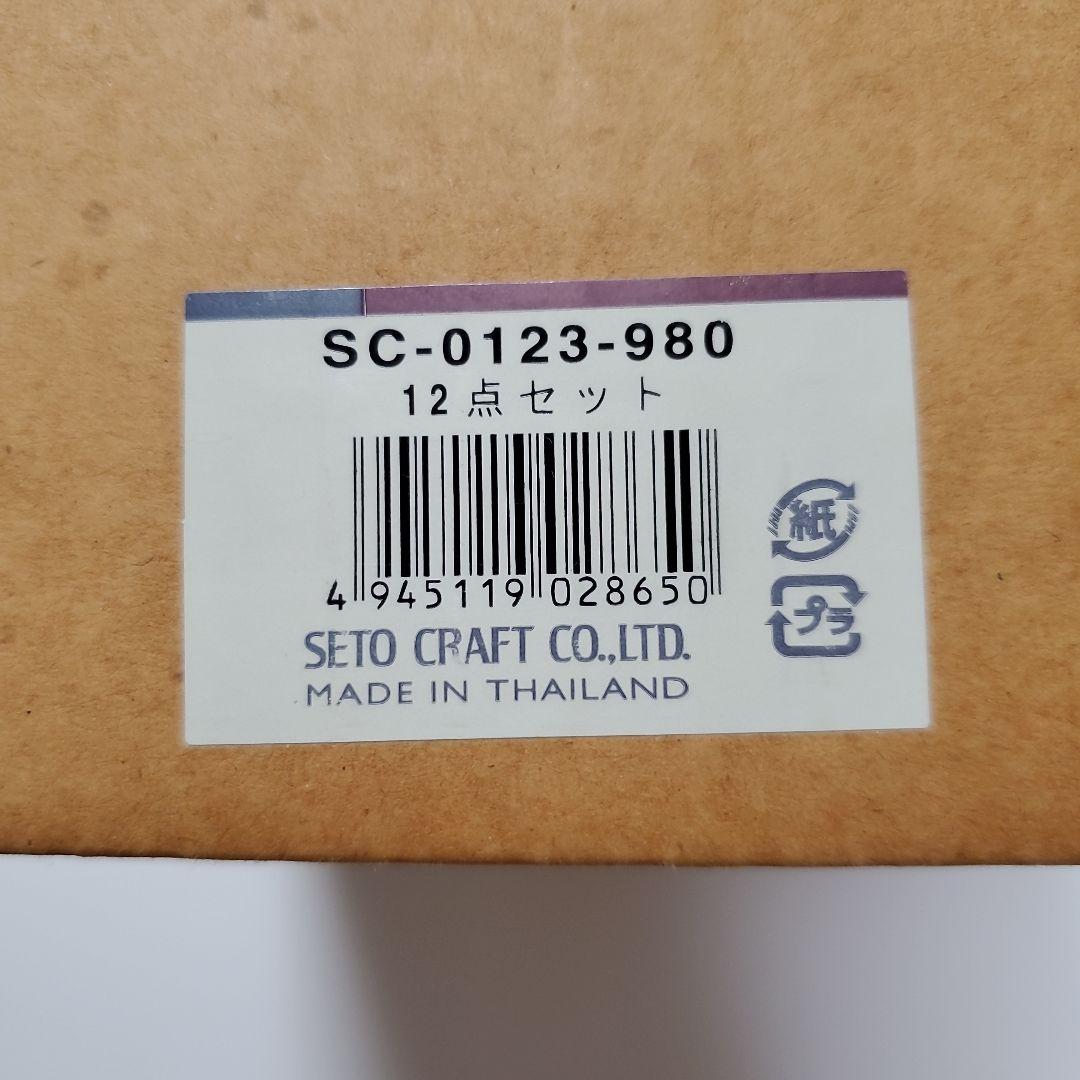 SC-0123-980
12点セット
4 945119 028650
SETO CRAFT CO.,LTD.
MADE IN THAILAND
紙
プラ